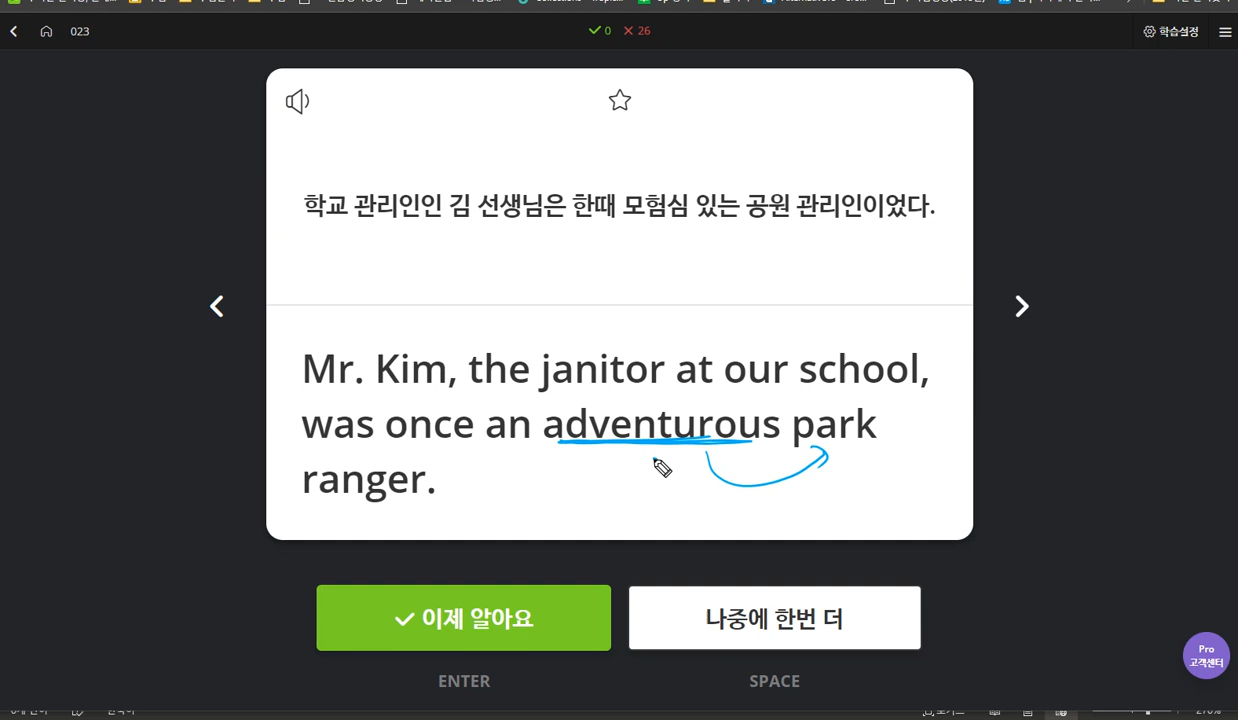 023
0
26
학습설정
학교 관리인인 김 선생님은 한때 모험심 있는 공원 관리인이었다.
Mr. Kim, the janitor at our school,
was once an adventurous park
ranger.
이제 알아요
나중에 한번 더
ENTER
SPACE
Pro
고객센터